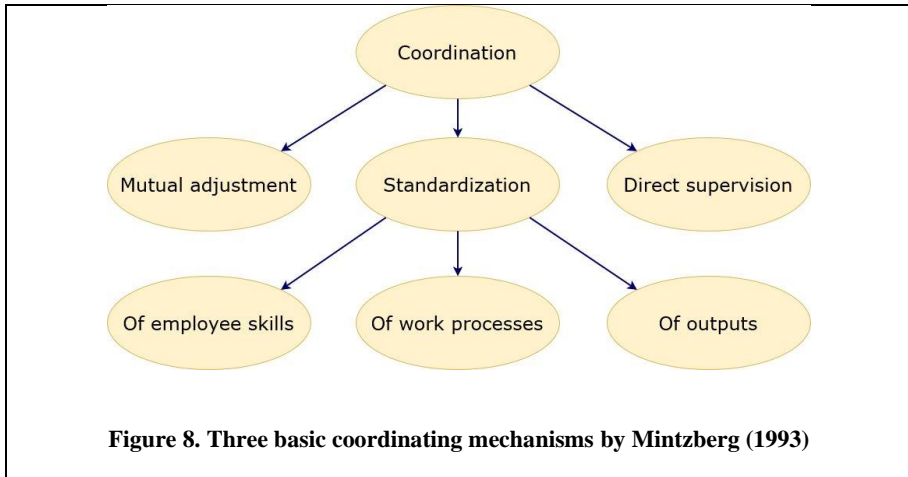 Coordination
Mutual adjustment
Standardization
Direct supervision
Of employee skills
Of work processes
Of outputs
Figure 8. Three basic coordinating mechanisms by Mintzberg (1993)